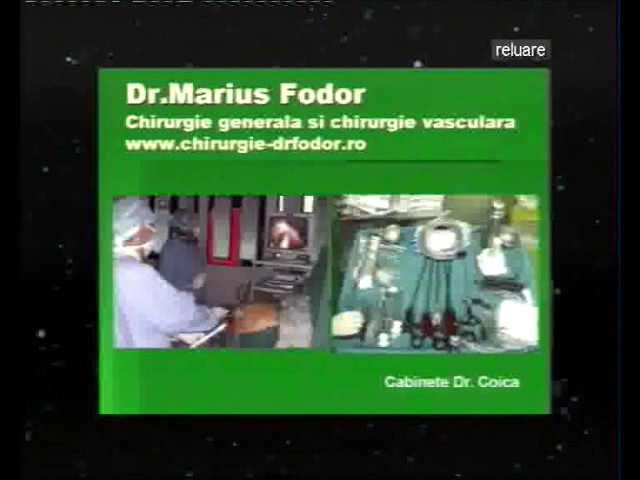 reluare
Dr.Marius Fodor
Chirurgie generala si chirurgie vasculara
www.chirurgie-drfodor.ro
Cabinete Dr. Coica